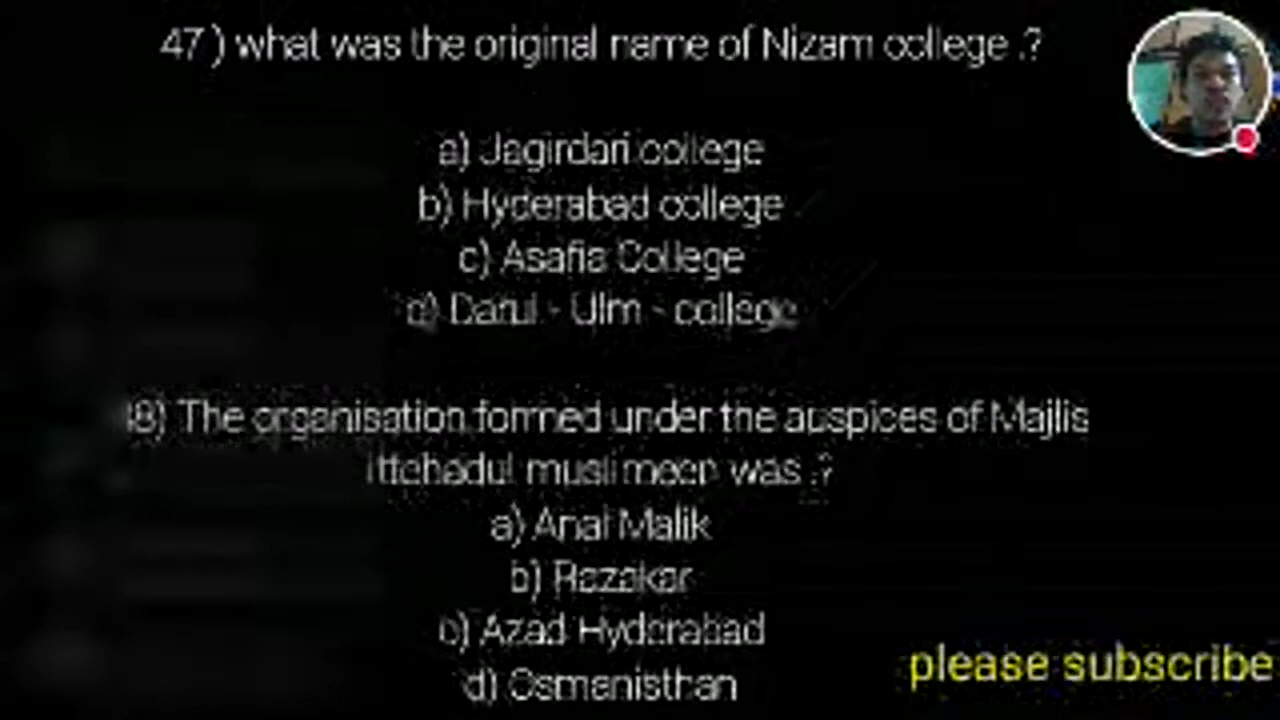 47 ) what was the original name of Nizam college .?
a) Jagirdari college
b) Hyderabad college
c) Asafia College
d) Darul - Ulm - college
8) The organisation formed under the auspices of Majlis
Ittehadul muslimeen was .?
a) Anal Malik
b) Razakar
c) Azad Hyderabad
d) Osmanisthan
please subscribe